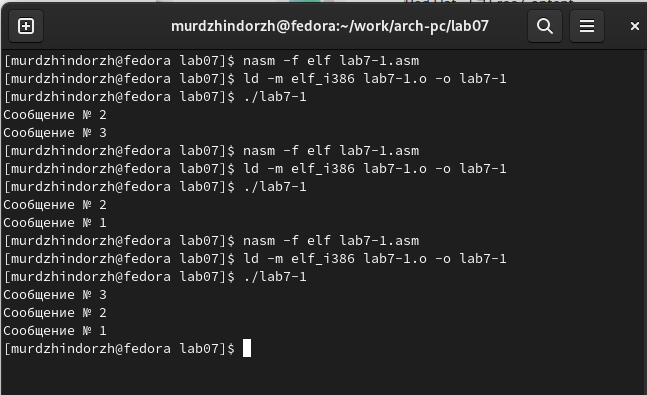 murdzhindorzh@fedora:~/work/arch-pc/lab07
[murdzhindorzh@fedora lab07]$ nasm -f elf lab7-1.asm
[murdzhindorzh@fedora lab07]$ ld -m elf_i386 lab7-1.o -o lab7-1
[murdzhindorzh@fedora lab07]$ ./lab7-1
Сообщение № 2
Сообщение № 3
[murdzhindorzh@fedora lab07]$ nasm -f elf lab7-1.asm
[murdzhindorzh@fedora lab07]$ ld -m elf_i386 lab7-1.o -o lab7-1
[murdzhindorzh@fedora lab07]$ ./lab7-1
Сообщение № 2
Сообщение № 1
[murdzhindorzh@fedora lab07]$ nasm -f elf lab7-1.asm
[murdzhindorzh@fedora lab07]$ ld -m elf_i386 lab7-1.o -o lab7-1
[murdzhindorzh@fedora lab07]$ ./lab7-1
Сообщение № 3
Сообщение № 2
Сообщение № 1
[murdzhindorzh@fedora lab07]$